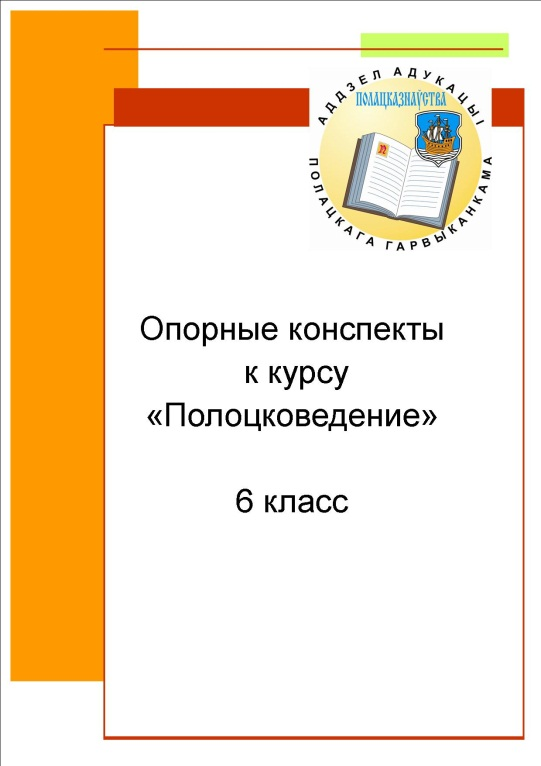 АДДЗЕЛ АДУКАЦЫІ
ПОЛАЦКАЗНАЎСТВА
П
ПОЛАЦКАГА ГАРВЫКАНКАМА
Опорные конспекты
к курсу
«Полоцковедение»
6 класс